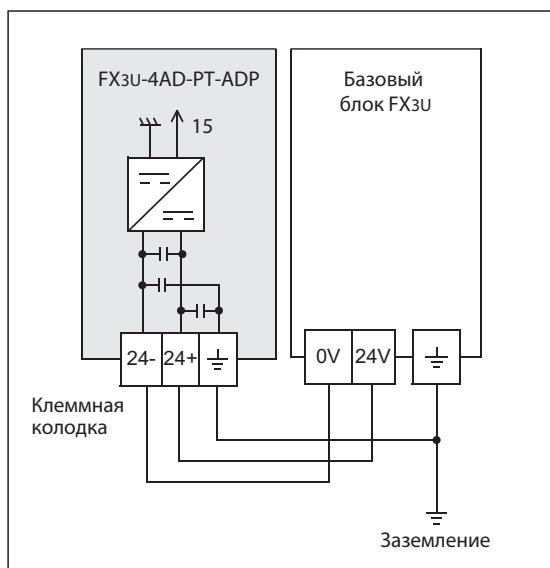 FX3U-4AD-PT-ADP
15
Базовый
блок FX3U
24- 24+
0V 24V
Клеммная
колодка
Заземление